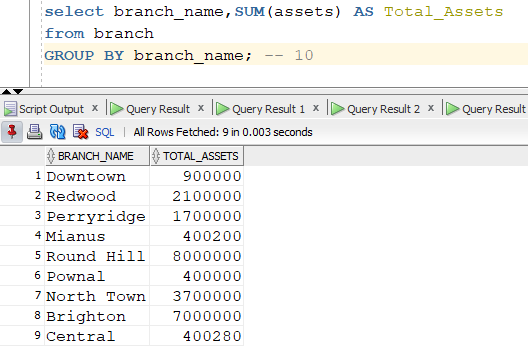 select branch_name,SUM(assets) AS Total_Assets
from branch
GROUP BY branch_name; -- 10
Script Output x Query Result x Query Result 1 x Query Result 2 x Query Result
SQL | All Rows Fetched: 9 in 0.003 seconds
BRANCH_NAME TOTAL_ASSETS
1 Downtown 900000
2 Redwood 2100000
3 Perryridge 1700000
4 Mianus 400200
5 Round Hill 8000000
6 Pownal 400000
7 North Town 3700000
8 Brighton 7000000
9 Central 400280